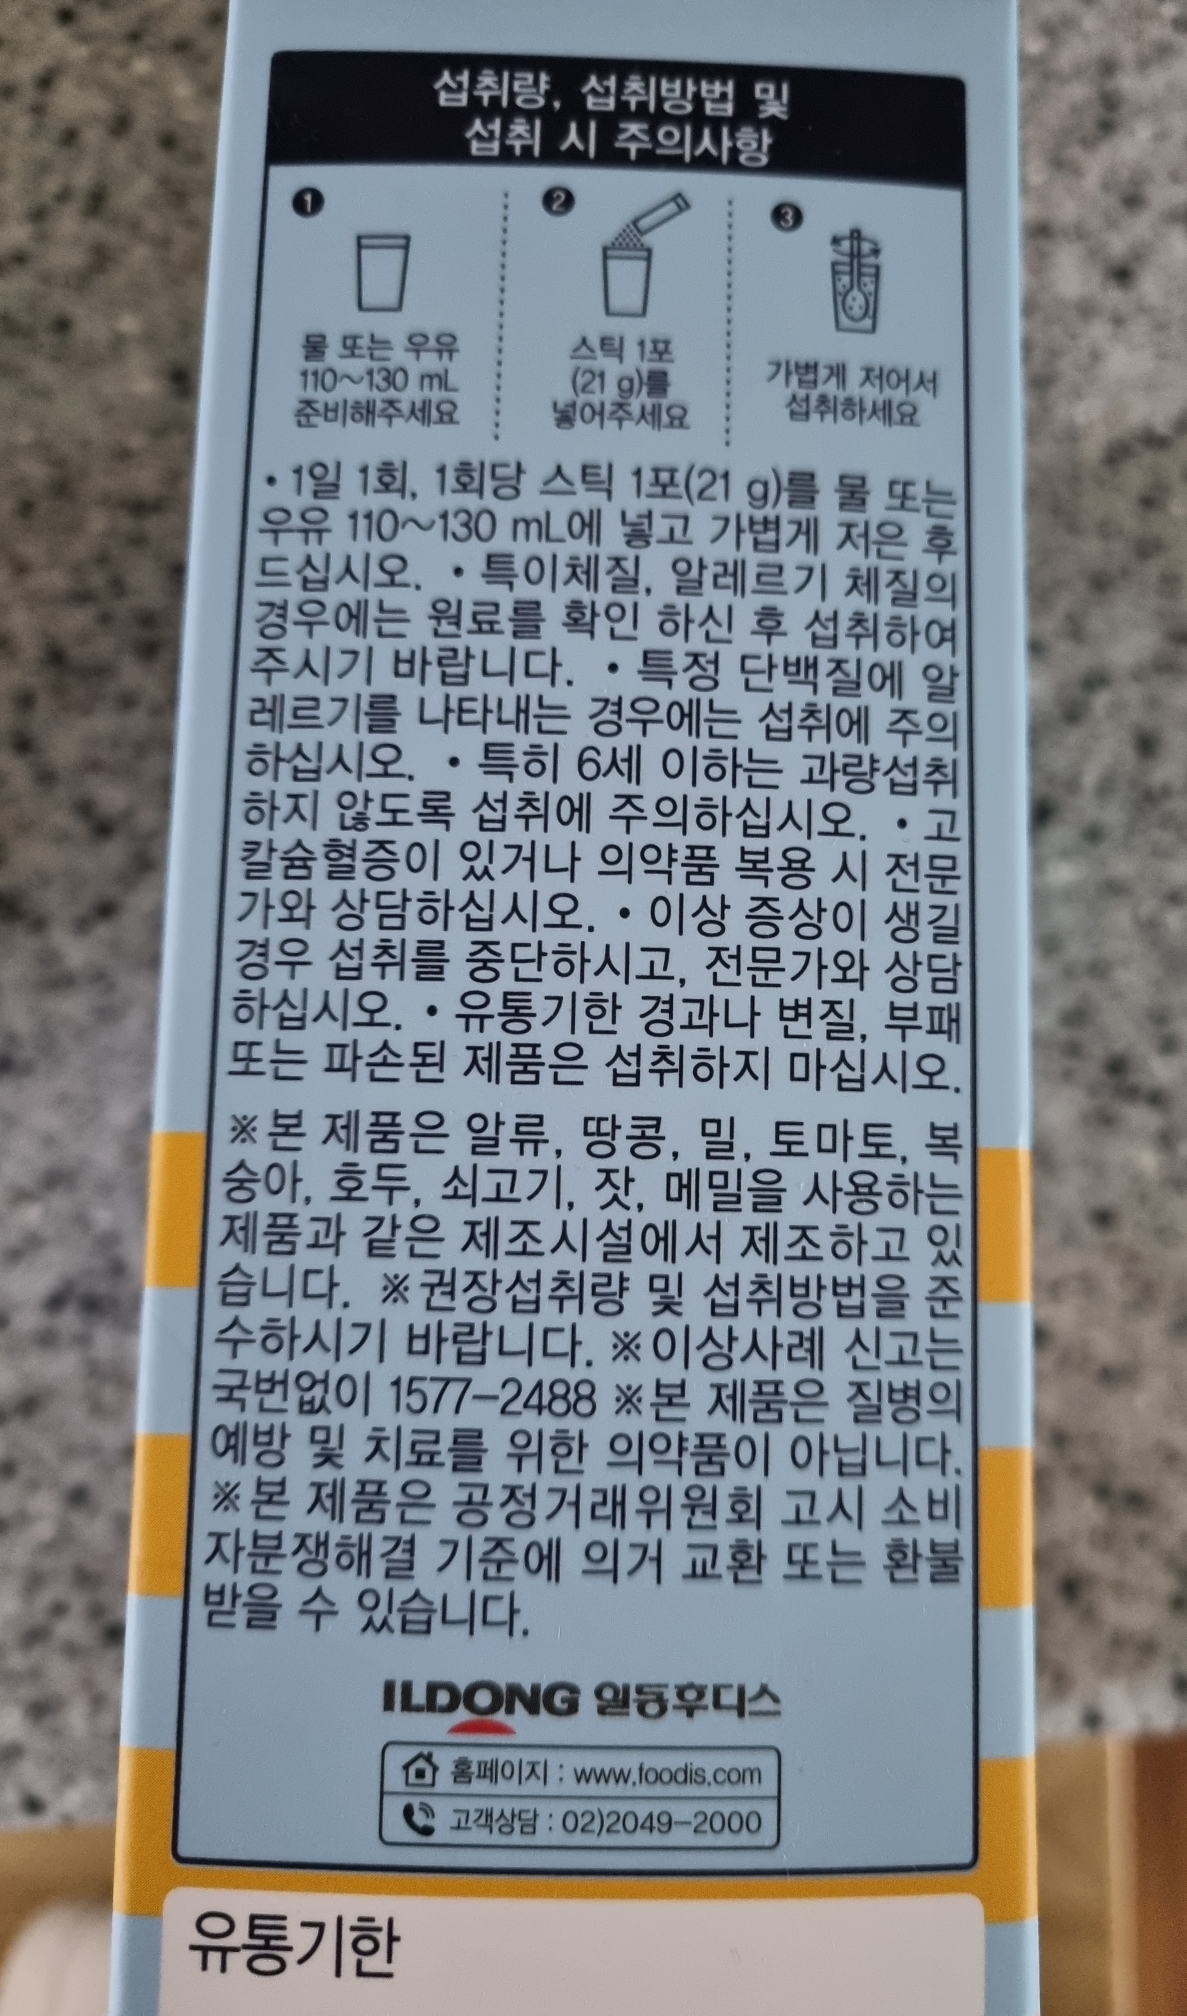 섭취량, 섭취방법 및
섭취 시 주의사항
1
물 또는 우유
110~130 mL
준비해주세요
2
스틱 1포
(21 g)를
넣어주세요
3
가볍게 저어서
섭취하세요
• 1일 1회, 1회당 스틱 1포(21 g)를 물 또는
우유 110~130 mL에 넣고 가볍게 저은 후
드십시오. • 특이체질, 알레르기 체질의
경우에는 원료를 확인 하신 후 섭취하여
주시기 바랍니다. • 특정 단백질에 알
레르기를 나타내는 경우에는 섭취에 주의
하십시오. • 특히 6세 이하는 과량섭취
하지 않도록 섭취에 주의하십시오. • 고
칼슘혈증이 있거나 의약품 복용 시 전문
가와 상담하십시오. • 이상 증상이 생길
경우 섭취를 중단하시고, 전문가와 상담
하십시오. • 유통기한 경과나 변질, 부패
또는 파손된 제품은 섭취하지 마십시오.
※본 제품은 알류, 땅콩, 밀, 토마토, 복
숭아, 호두, 쇠고기, 잣, 메밀을 사용하는
제품과 같은 제조시설에서 제조하고 있
습니다. ※권장섭취량 및 섭취방법을 준
수하시기 바랍니다. ※이상사례 신고는
국번없이 1577-2488 ※본 제품은 질병의
예방 및 치료를 위한 의약품이 아닙니다.
※본 제품은 공정거래위원회 고시 소비
자분쟁해결 기준에 의거 교환 또는 환불
받을 수 있습니다.
ILDONG 일동후디스
홈페이지 : www.foodis.com
고객상담 : 02)2049-2000
유통기한